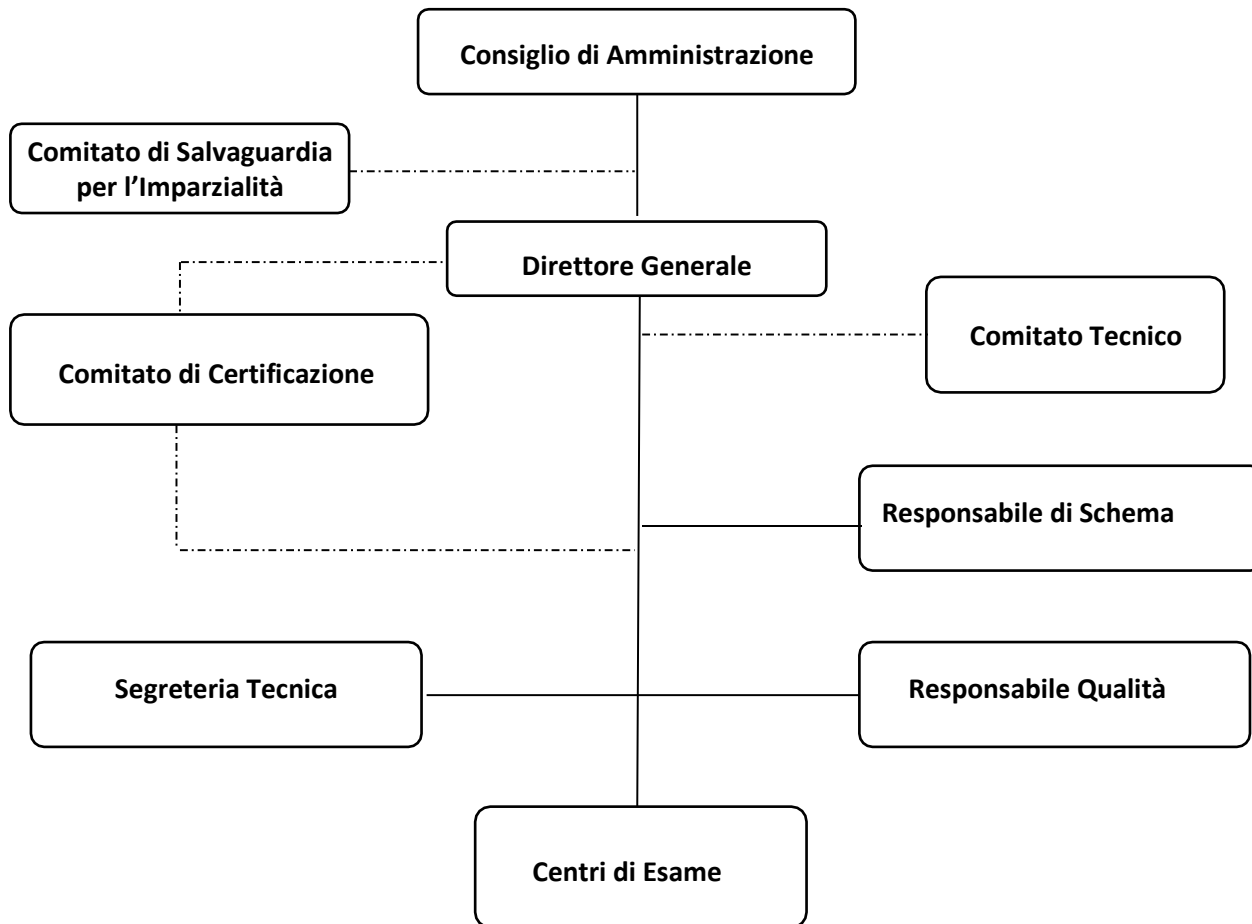 Consiglio di Amministrazione
Comitato di Salvaguardia
per l'Imparzialità
Direttore Generale
Comitato Tecnico
Comitato di Certificazione
Responsabile di Schema
Segreteria Tecnica
Responsabile Qualità
Centri di Esame